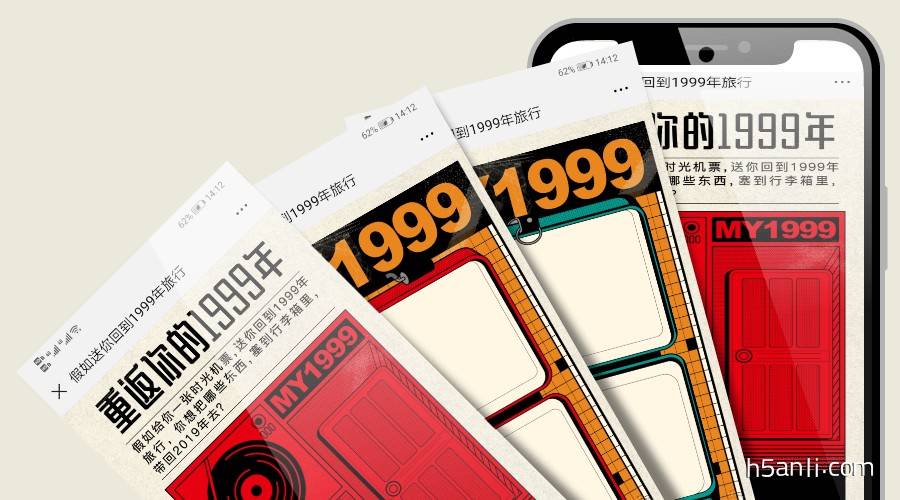 62% 14:12
假如送你回到1999年旅行
重返你的1999年
假如给你一张时光机票,送你回到1999年
旅行,你想把哪些东西,塞到行李箱里,
带回2019年去?
MY1999
62% 14:12
到1999年旅行
1999
62% 14:12
到1999年旅行
1999
回到1999年旅行
你的1999年
时光机票,送你回到1999年
哪些东西,塞到行李箱里,
?
MY1999
h5anli.com